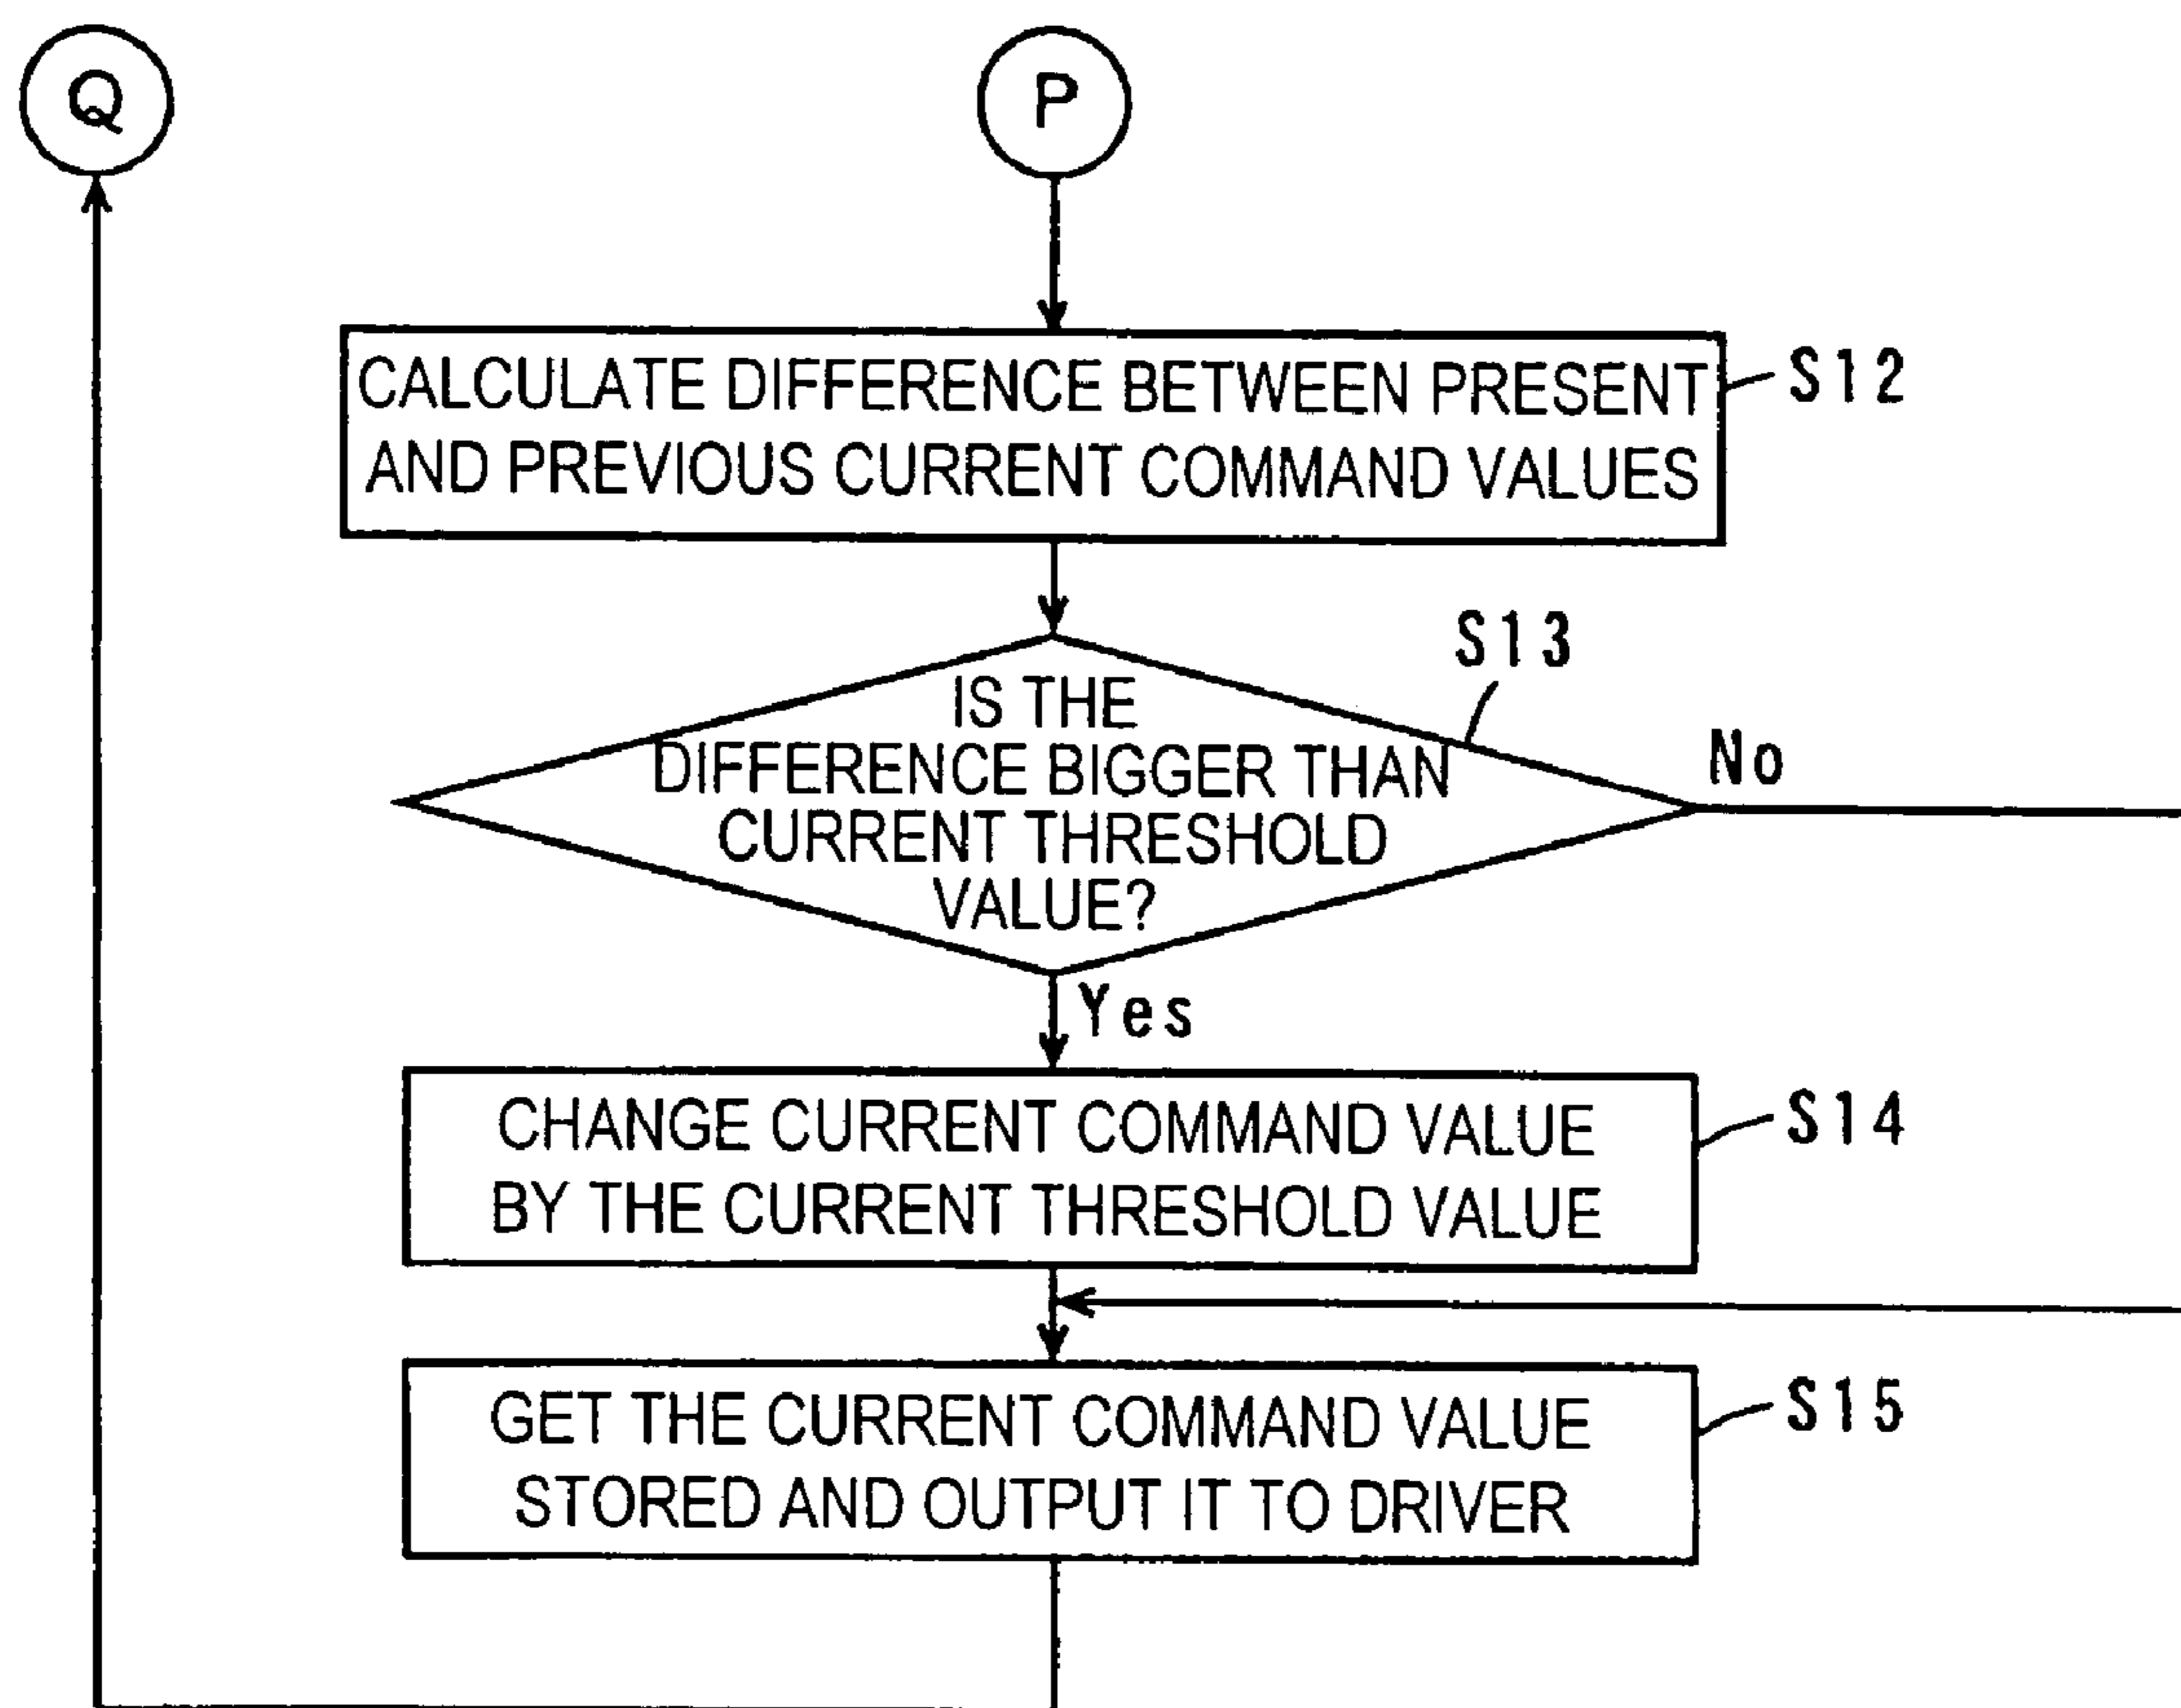 Q
P
CALCULATE DIFFERENCE BETWEEN PRESENT
AND PREVIOUS CURRENT COMMAND VALUES
S12
S13
IS THE
DIFFERENCE BIGGER THAN
CURRENT THRESHOLD
VALUE?
No
Yes
CHANGE CURRENT COMMAND VALUE
BY THE CURRENT THRESHOLD VALUE
S14
GET THE CURRENT COMMAND VALUE
STORED AND OUTPUT IT TO DRIVER
S15